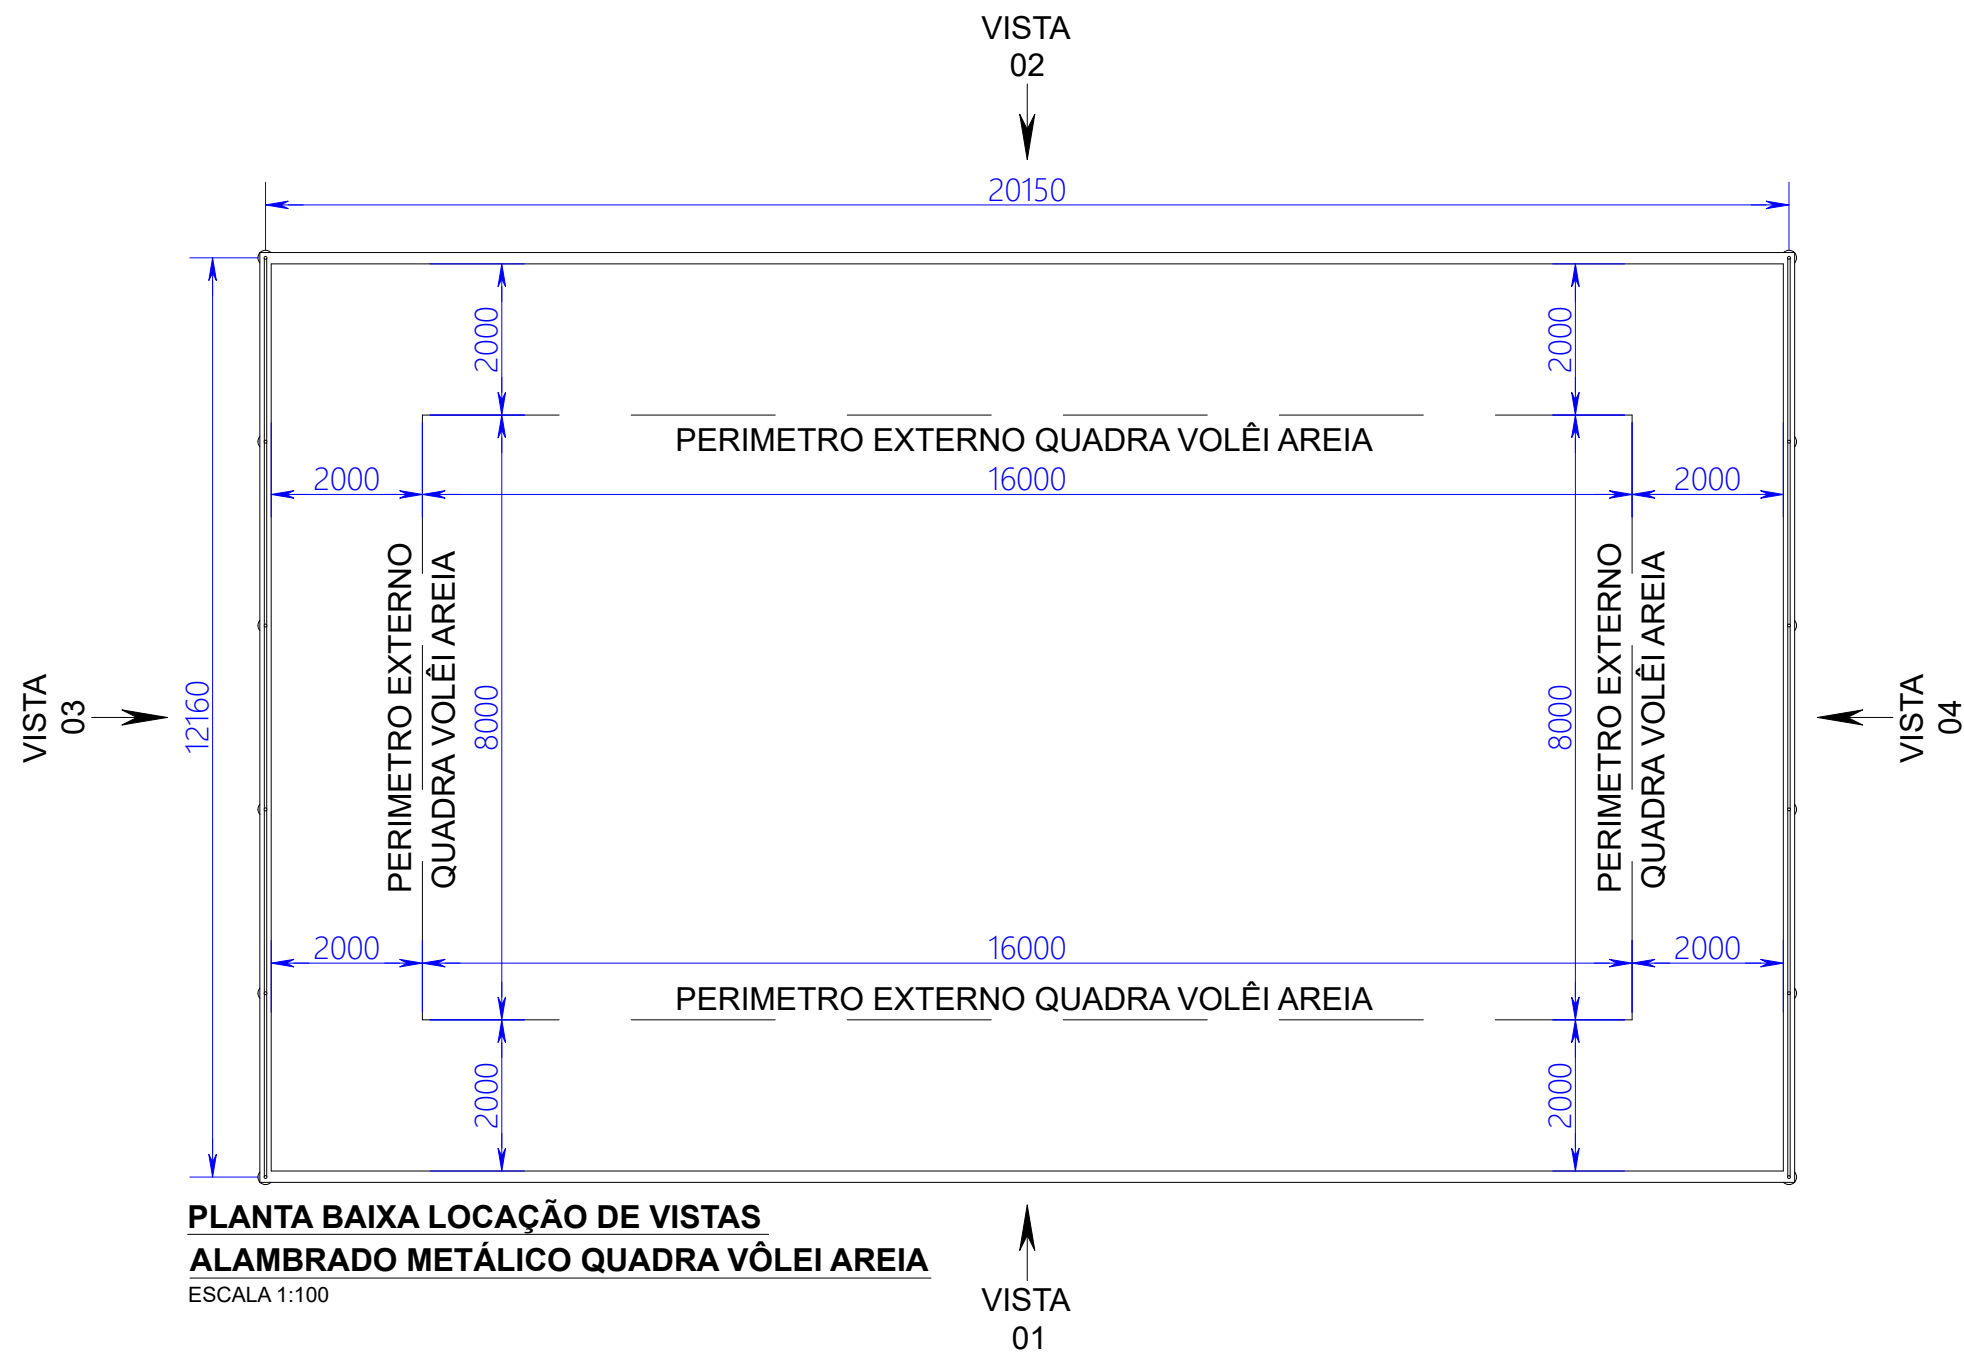 VISTA
02
20150
2000
2000
PERIMETRO EXTERNO QUADRA VOLÊI AREIA
2000
16000
2000
PERIMETRO EXTERNO
QUADRA VOLÊI AREIA
PERIMETRO EXTERNO
QUADRA VOLÊI AREIA
VISTA
03
12160
8000
8000
VISTA
04
2000
16000
2000
PERIMETRO EXTERNO QUADRA VOLÊI AREIA
2000
2000
PLANTA BAIXA LOCAÇÃO DE VISTAS
ALAMBRADO METÁLICO QUADRA VÔLEI AREIA
ESCALA 1:100
VISTA
01